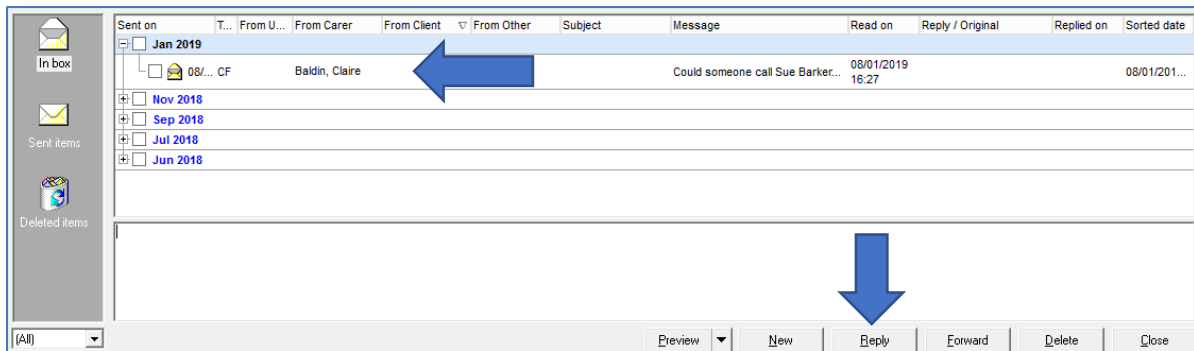 In box
Sent items
Deleted items
(All)
Sent on T... From U... From Carer From Client From Other Subject Message Read on Reply / Original Replied on Sorted date
Jan 2019
08/... CF Baldin, Claire Could someone call Sue Barker... 08/01/2019 16:27 08/01/201...
Nov 2018
Sep 2018
Jul 2018
Jun 2018
Preview New Reply Forward Delete Close